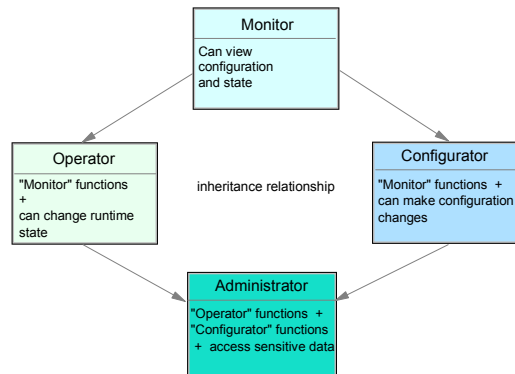 Monitor
Can view
configuration
and state
Operator
"Monitor" functions
+
can change runtime
state
inheritance relationship
Configurator
"Monitor" functions +
can make configuration
changes
Administrator
"Operator" functions +
"Configurator" functions
+ access sensitive data